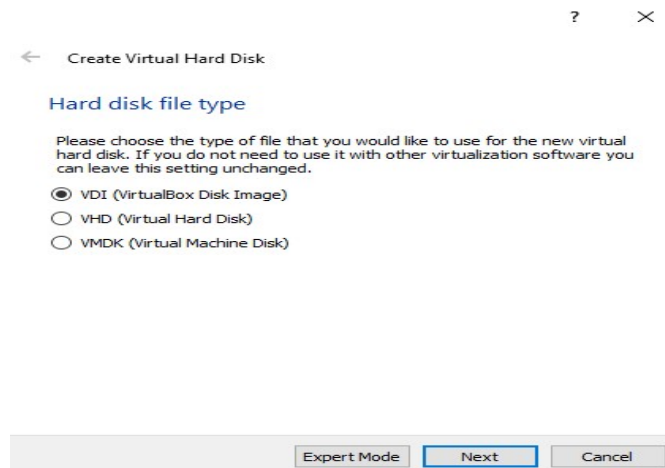 ?
Create Virtual Hard Disk
Hard disk file type
Please choose the type of file that you would like to use for the new virtual
hard disk. If you do not need to use it with other virtualization software you
can leave this setting unchanged.
VDI (VirtualBox Disk Image)
VHD (Virtual Hard Disk)
VMDK (Virtual Machine Disk)
Expert Mode Next Cancel